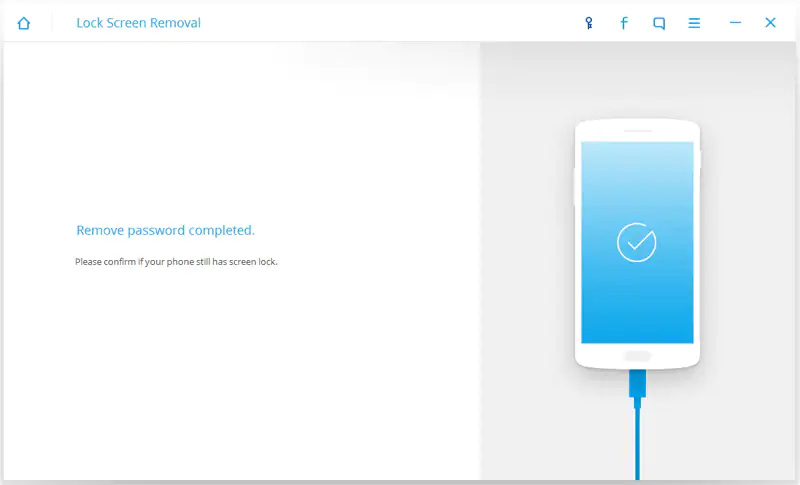 Lock Screen Removal
Remove password completed.
Please confirm if your phone still has screen lock.